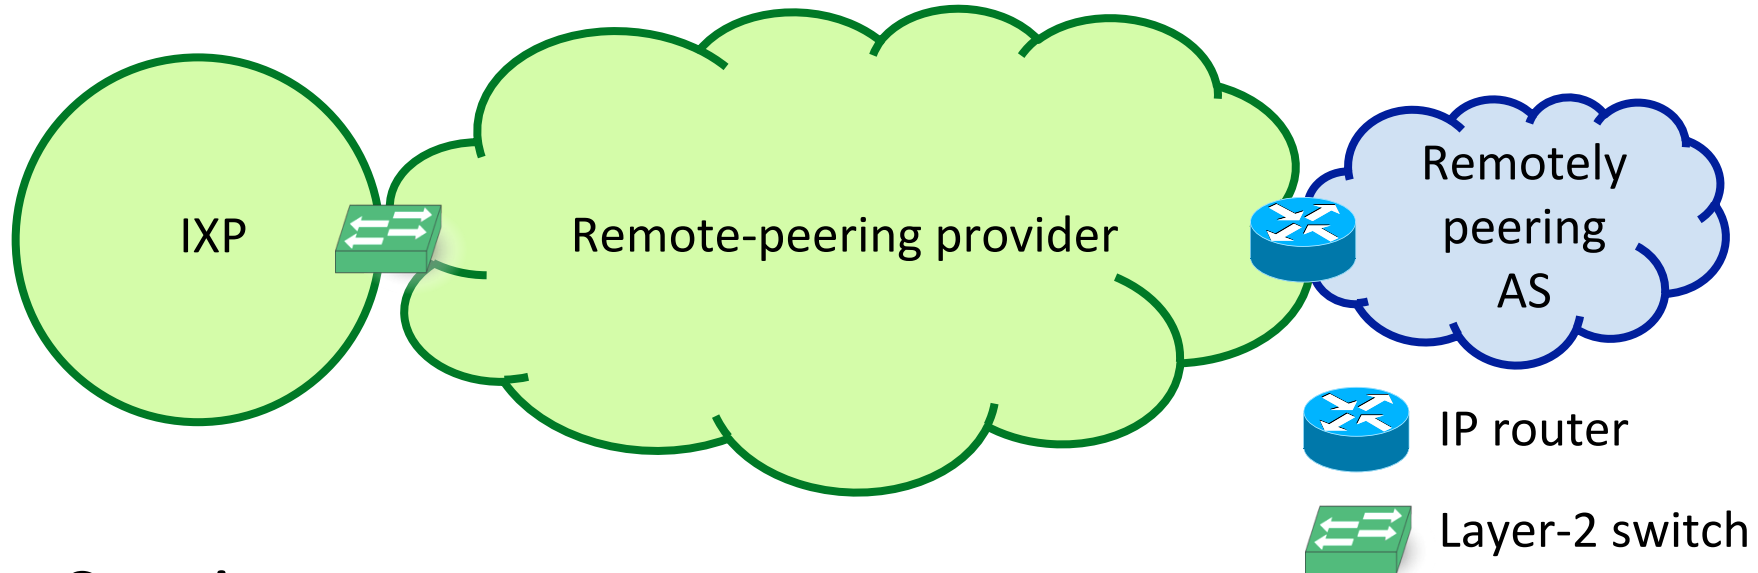 IXP
Remote-peering provider
Remotely
peering
AS
IP router
Layer-2 switch